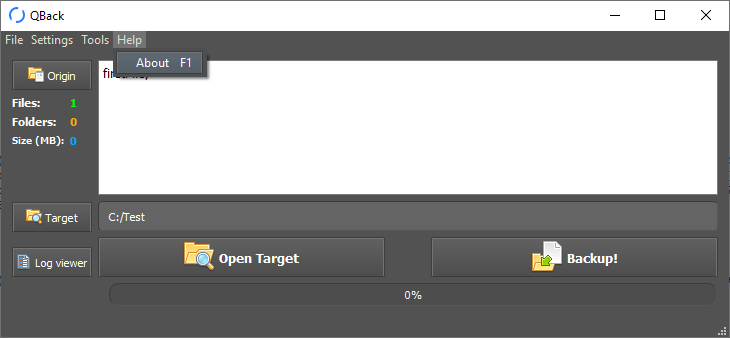 QBack
File Settings Tools Help
About F1
Origin
Files: 1
Folders: 0
Size (MB): 0
Target
C:/Test
Log viewer
Open Target
Backup!
0%